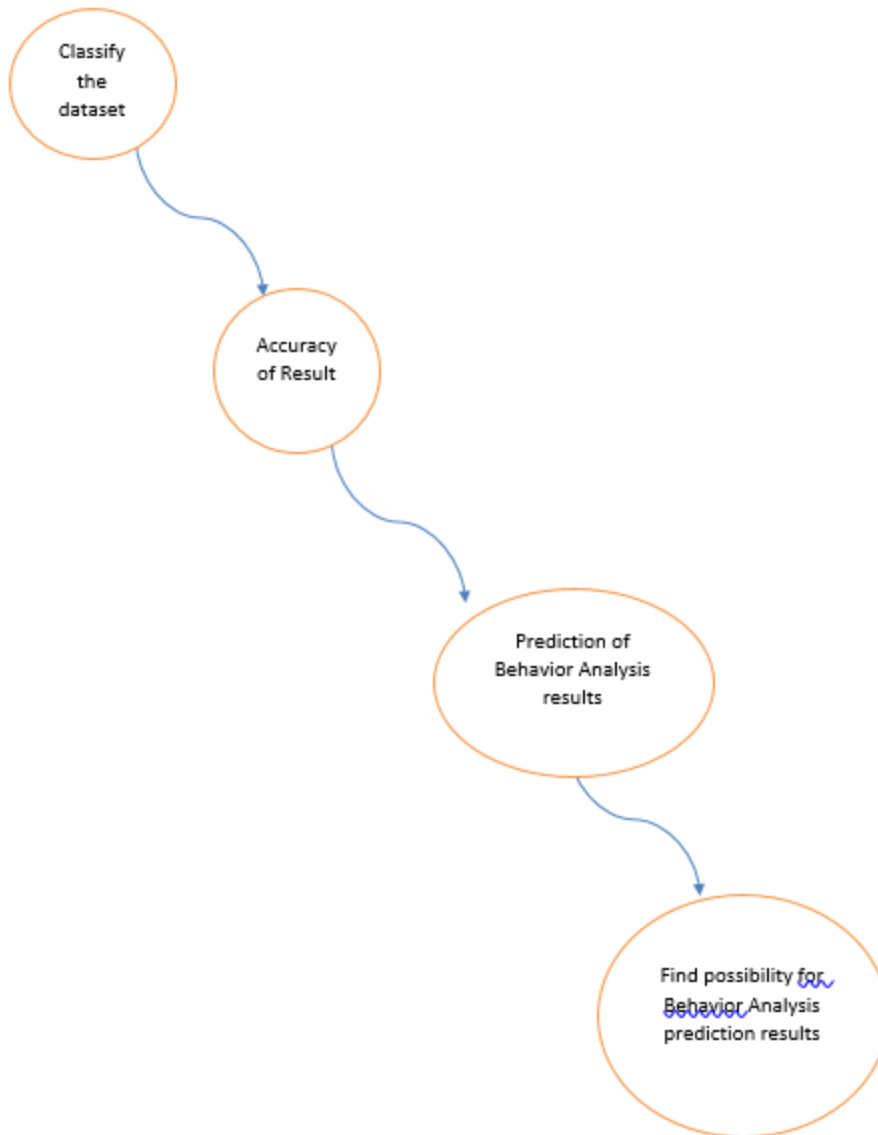 Classify
the
dataset
Accuracy
of Result
Prediction of
Behavior Analysis
results
Find possibility for
Behavior Analysis
prediction results